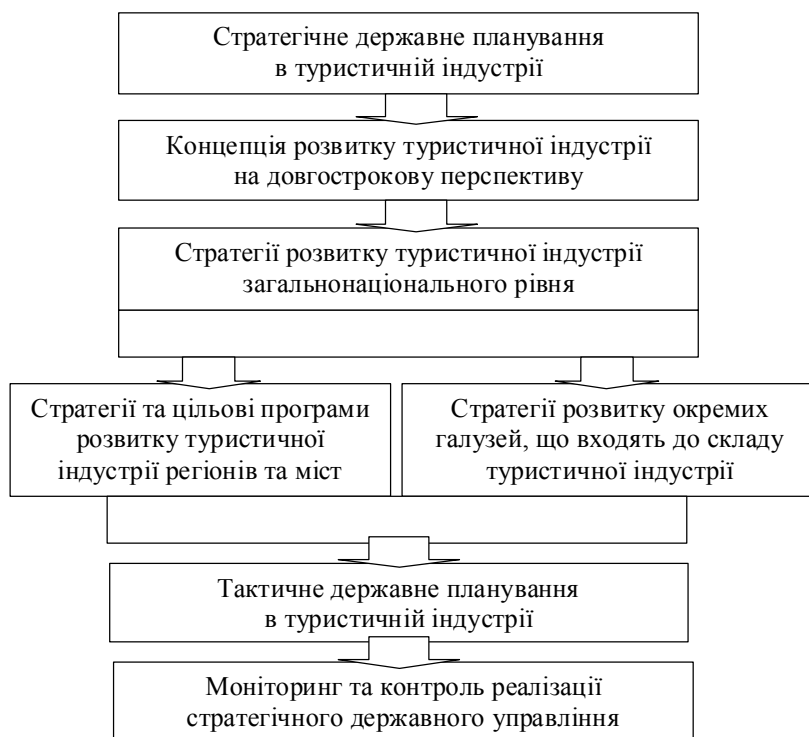 Стратегічне державне планування
в туристичній індустрії
Концепція розвитку туристичної індустрії
на довгострокову перспективу
Стратегії розвитку туристичної індустрії
загальнонаціонального рівня
Стратегії та цільові програми
розвитку туристичної
індустрії регіонів та міст
Стратегії розвитку окремих
галузей, що входять до складу
туристичної індустрії
Тактичне державне планування
в туристичній індустрії
Моніторинг та контроль реалізації
стратегічного державного управління